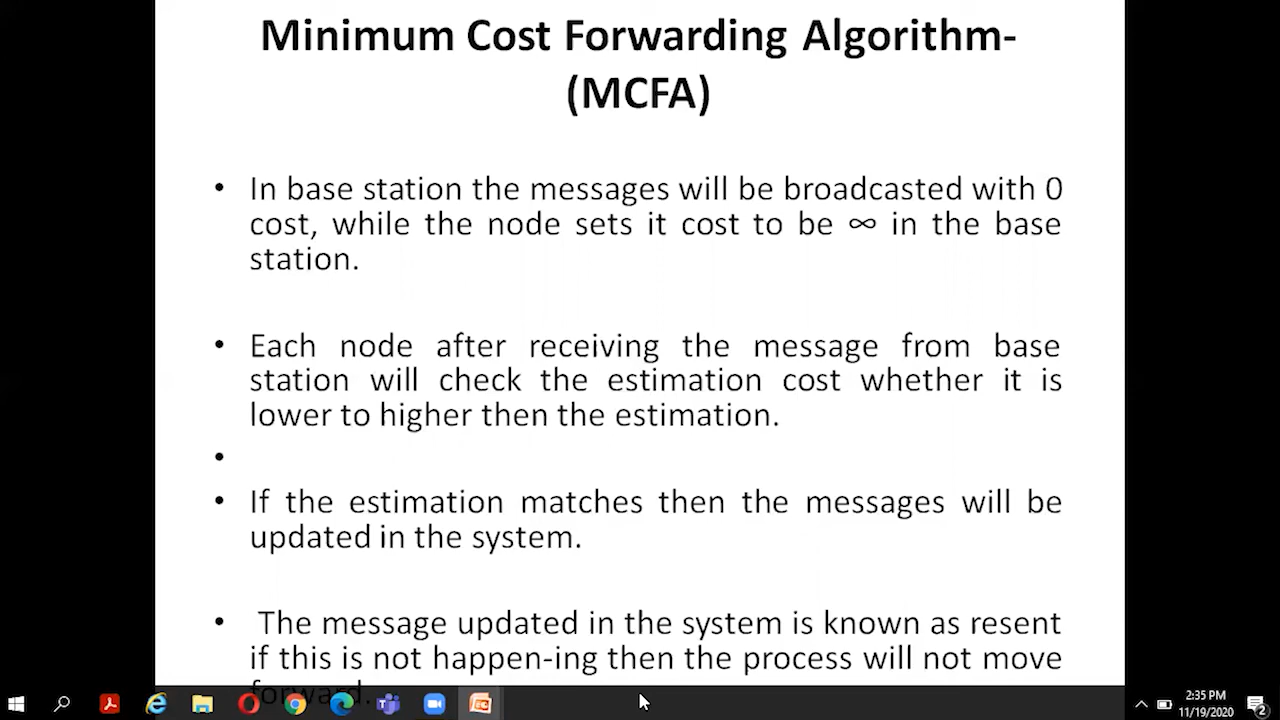 Minimum Cost Forwarding Algorithm-
(MCFA)
• In base station the messages will be broadcasted with 0
cost, while the node sets it cost to be ∞ in the base
station.
• Each node after receiving the message from base
station will check the estimation cost whether it is
lower to higher then the estimation.
•
• If the estimation matches then the messages will be
updated in the system.
• The message updated in the system is known as resent
if this is not happen-ing then the process will not move
forward.
2:35 PM
11/19/2020
2